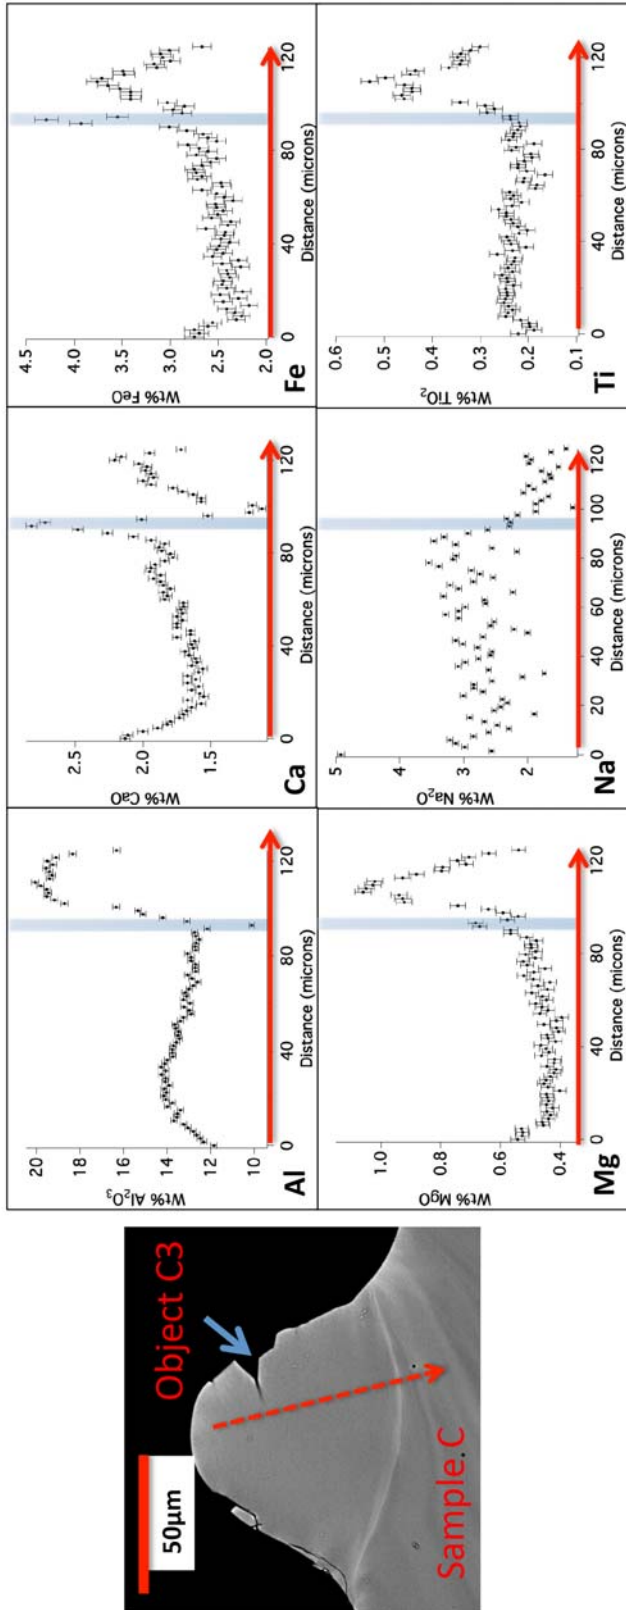 50μm
Object C3
Sample.C
Wt% Al₂O₃
20
18
16
14
12
10
0 40 80 120
Distance (microns)
Al
Wt% CaO
2.5
2.0
1.5
0 40 80 120
Distance (microns)
Ca
Wt% FeO
4.5
4.0
3.5
3.0
2.5
2.0
0 40 80 120
Distance (microns)
Fe
Wt% MgO
1.0
0.8
0.6
0.4
0 40 80 120
Distance (micons)
Mg
Wt% Na₂O
5
4
3
2
0 20 40 60 80 100 120
Distance (microns)
Na
Wt% TiO₂
0.6
0.5
0.4
0.3
0.2
0.1
0 40 80 120
Distance (microns)
Ti